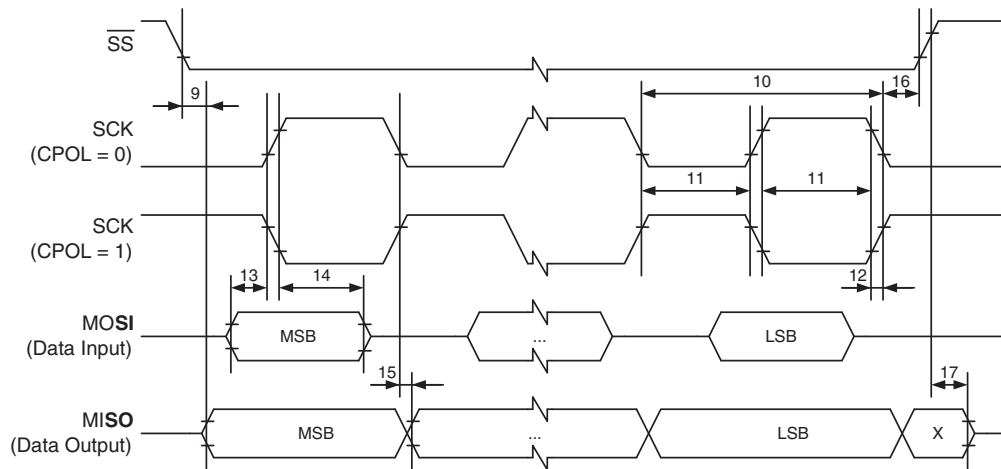 SS
10
16
9
SCK
(CPOL = 0)
11
11
SCK
(CPOL = 1)
13
14
12
MOSI
(Data Input)
MSB
...
LSB
15
17
MISO
(Data Output)
MSB
...
LSB
X